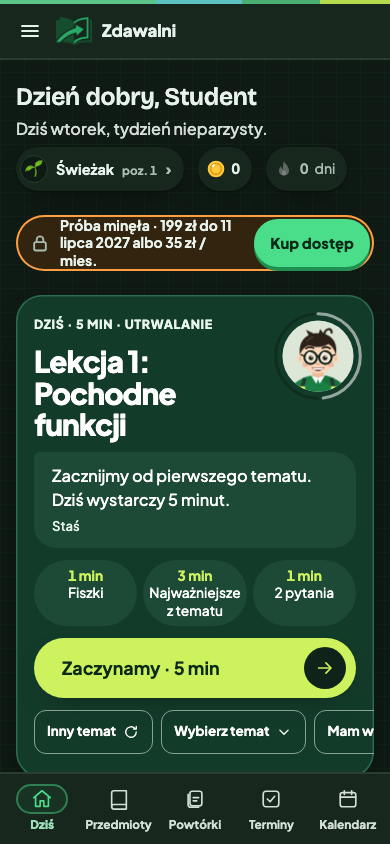 Zdawalni
Dzień dobry, Student
Dziś wtorek, tydzień nieparzysty.
Świeżak poz. 1 ›
0
0 dni
Próba minęła · 199 zł do 11
lipca 2027 albo 35 zł /
mies.
Kup dostęp
DZIŚ · 5 MIN · UTRWALANIE
Lekcja 1:
Pochodne
funkcji
Zacznijmy od pierwszego tematu.
Dziś wystarczy 5 minut.
Staś
1 min
Fiszki
3 min
Najważniejsze
z tematu
1 min
2 pytania
Zaczynamy · 5 min
Inny temat
Wybierz temat
Mam w
Dziś
Przedmioty
Powtórki
Terminy
Kalendarz